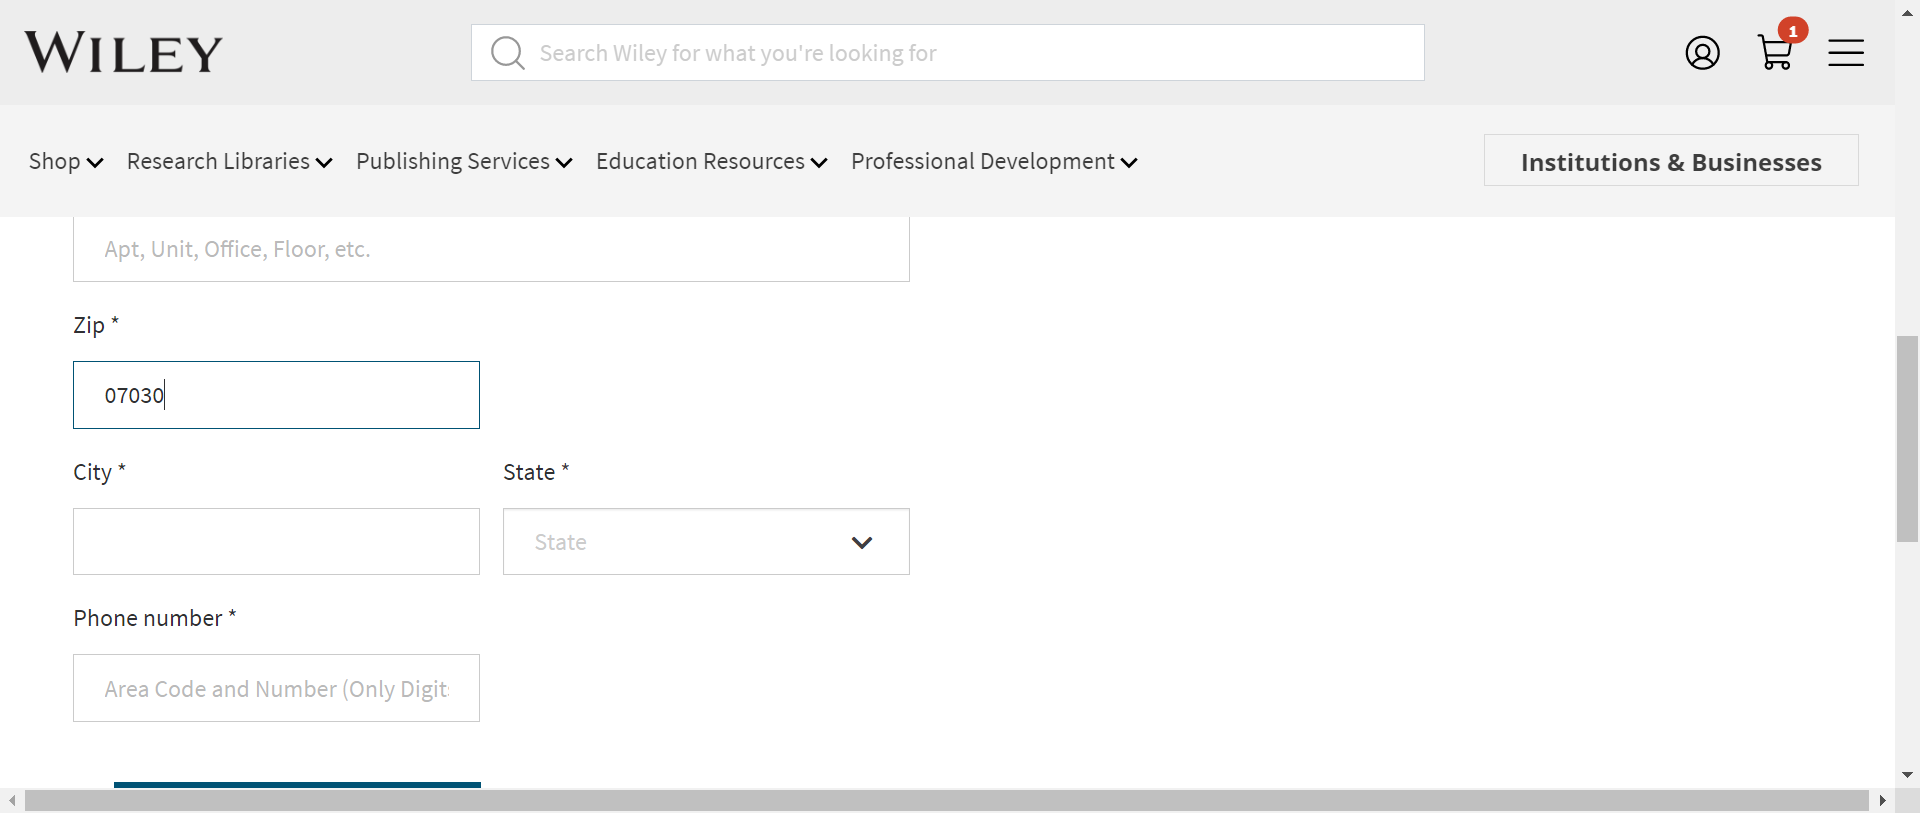 WILEY
Search Wiley for what you're looking for
1
Shop Research Libraries Publishing Services Education Resources Professional Development
Institutions & Businesses
Apt, Unit, Office, Floor, etc.
Zip *
07030
City * State *
State
Phone number *
Area Code and Number (Only Digit